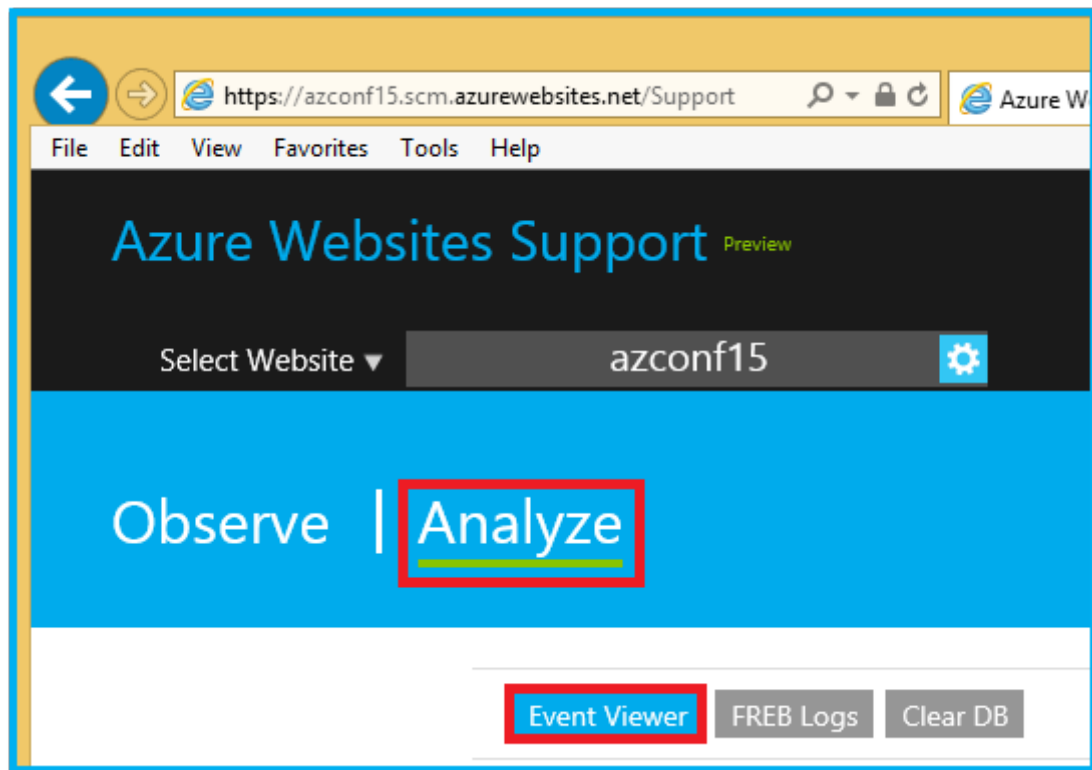 https://azconf15.scm.azurewebsites.net/Support
Azure W
File Edit View Favorites Tools Help
Azure Websites Support Preview
Select Website ▼ azconf15
Observe | Analyze
Event Viewer FREB Logs Clear DB